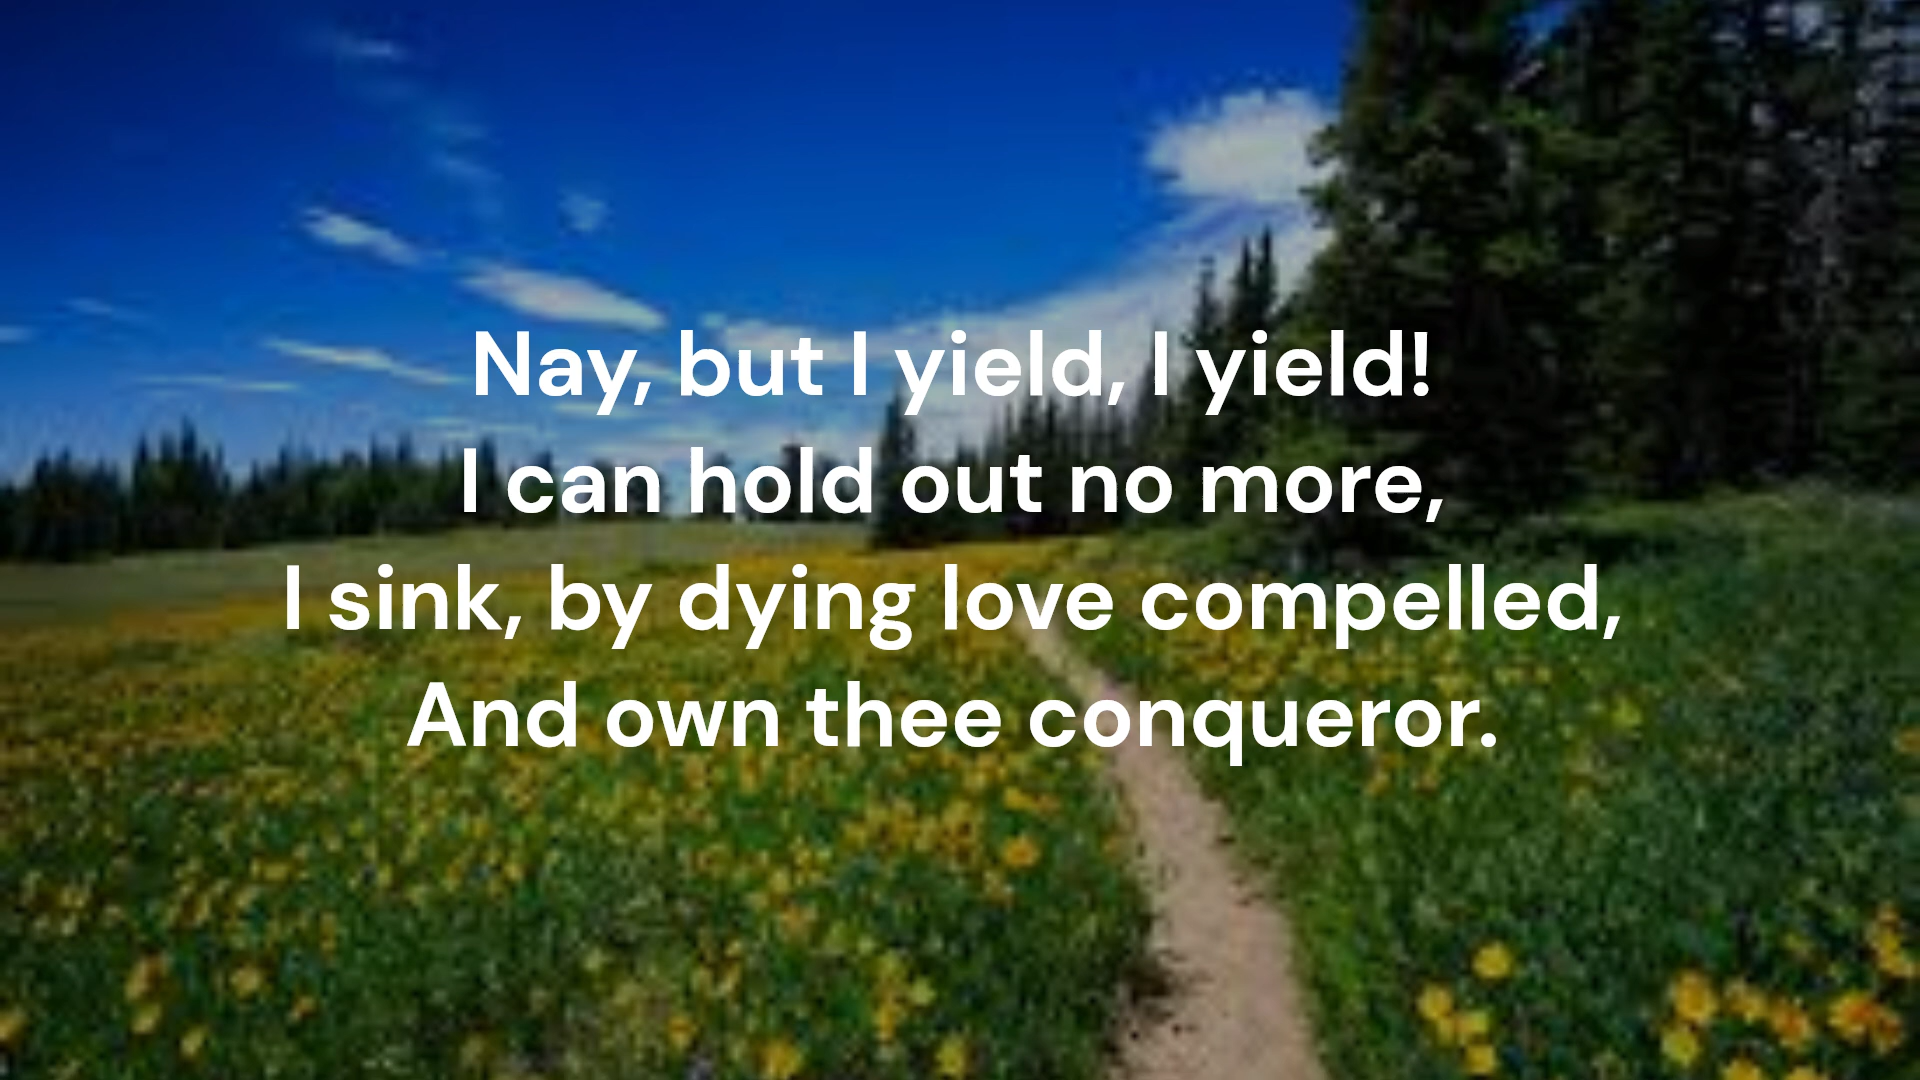 Nay, but I yield, I yield!
I can hold out no more,
I sink, by dying love compelled,
And own thee conqueror.